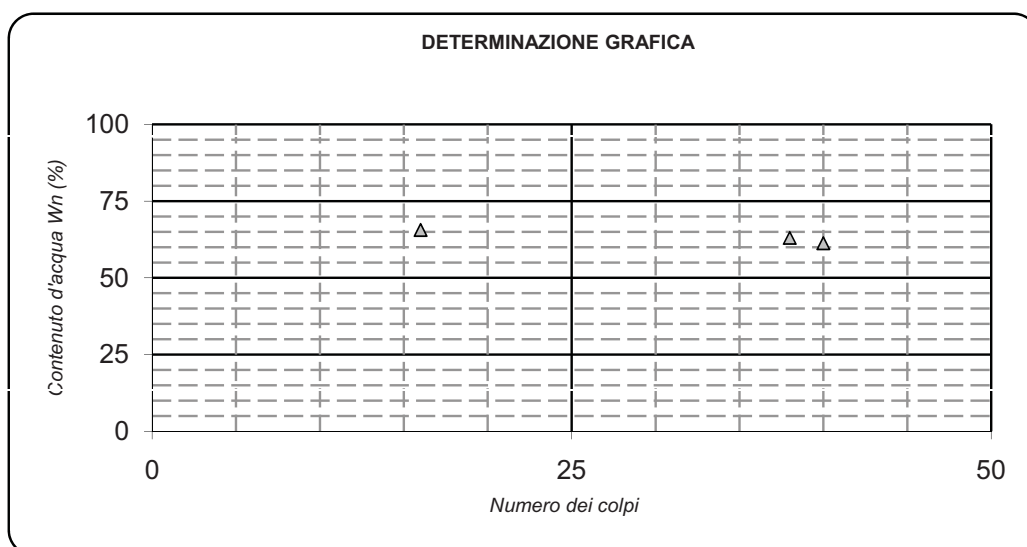 DETERMINAZIONE GRAFICA
100
75
50
25
0
Contenuto d'acqua Wn (%)
0 25 50
Numero dei colpi